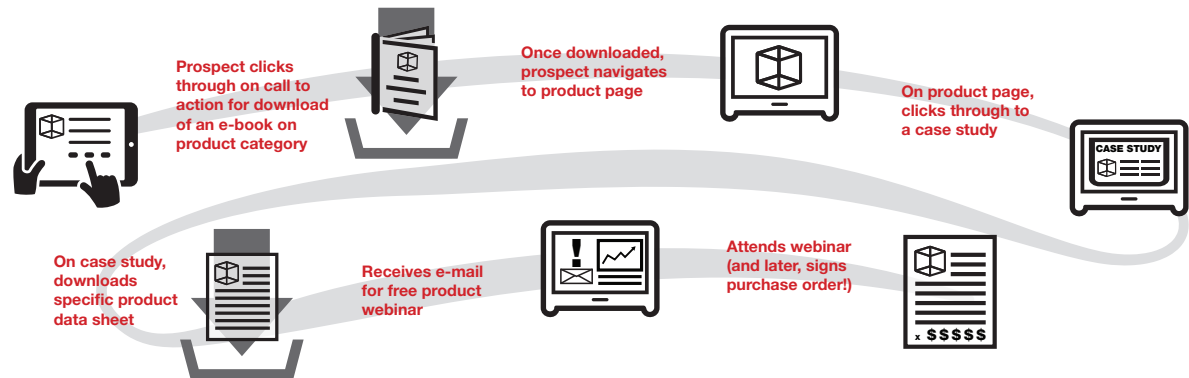 Prospect clicks
through on call to
action for download
of an e-book on
product category
Once downloaded,
prospect navigates
to product page
On product page,
clicks through to
a case study
CASE STUDY
On case study,
downloads
specific product
data sheet
Receives e-mail
for free product
webinar
!
Attends webinar
(and later, signs
purchase order!)
x $$$$$